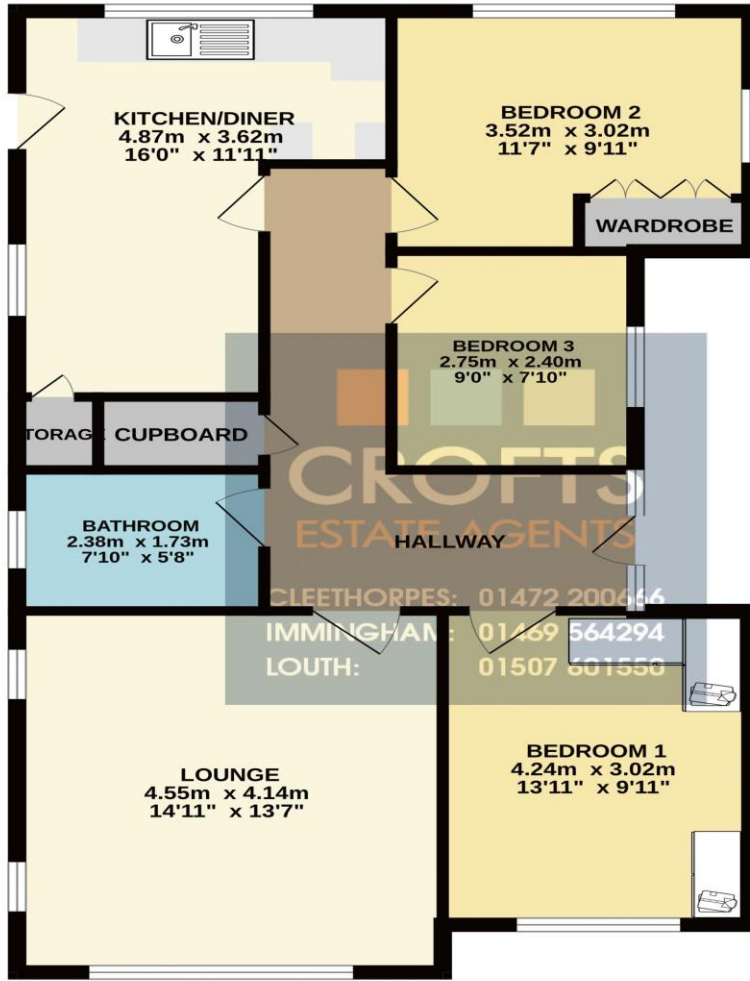 KITCHEN/DINER
4.87m x 3.62m
16'0" x 11'11"
BEDROOM 2
3.52m x 3.02m
11'7" x 9'11"
WARDROBE
BEDROOM 3
2.75m x 2.40m
9'0" x 7'10"
TORAGE
CUPBOARD
CROFTS
ESTATE AGENTS
BATHROOM
2.38m x 1.73m
7'10" x 5'8"
HALLWAY
CLEETHORPES: 01472 200666
IMMINGHAM: 01469 564294
LOUTH: 01507 601550
LOUNGE
4.55m x 4.14m
14'11" x 13'7"
BEDROOM 1
4.24m x 3.02m
13'11" x 9'11"